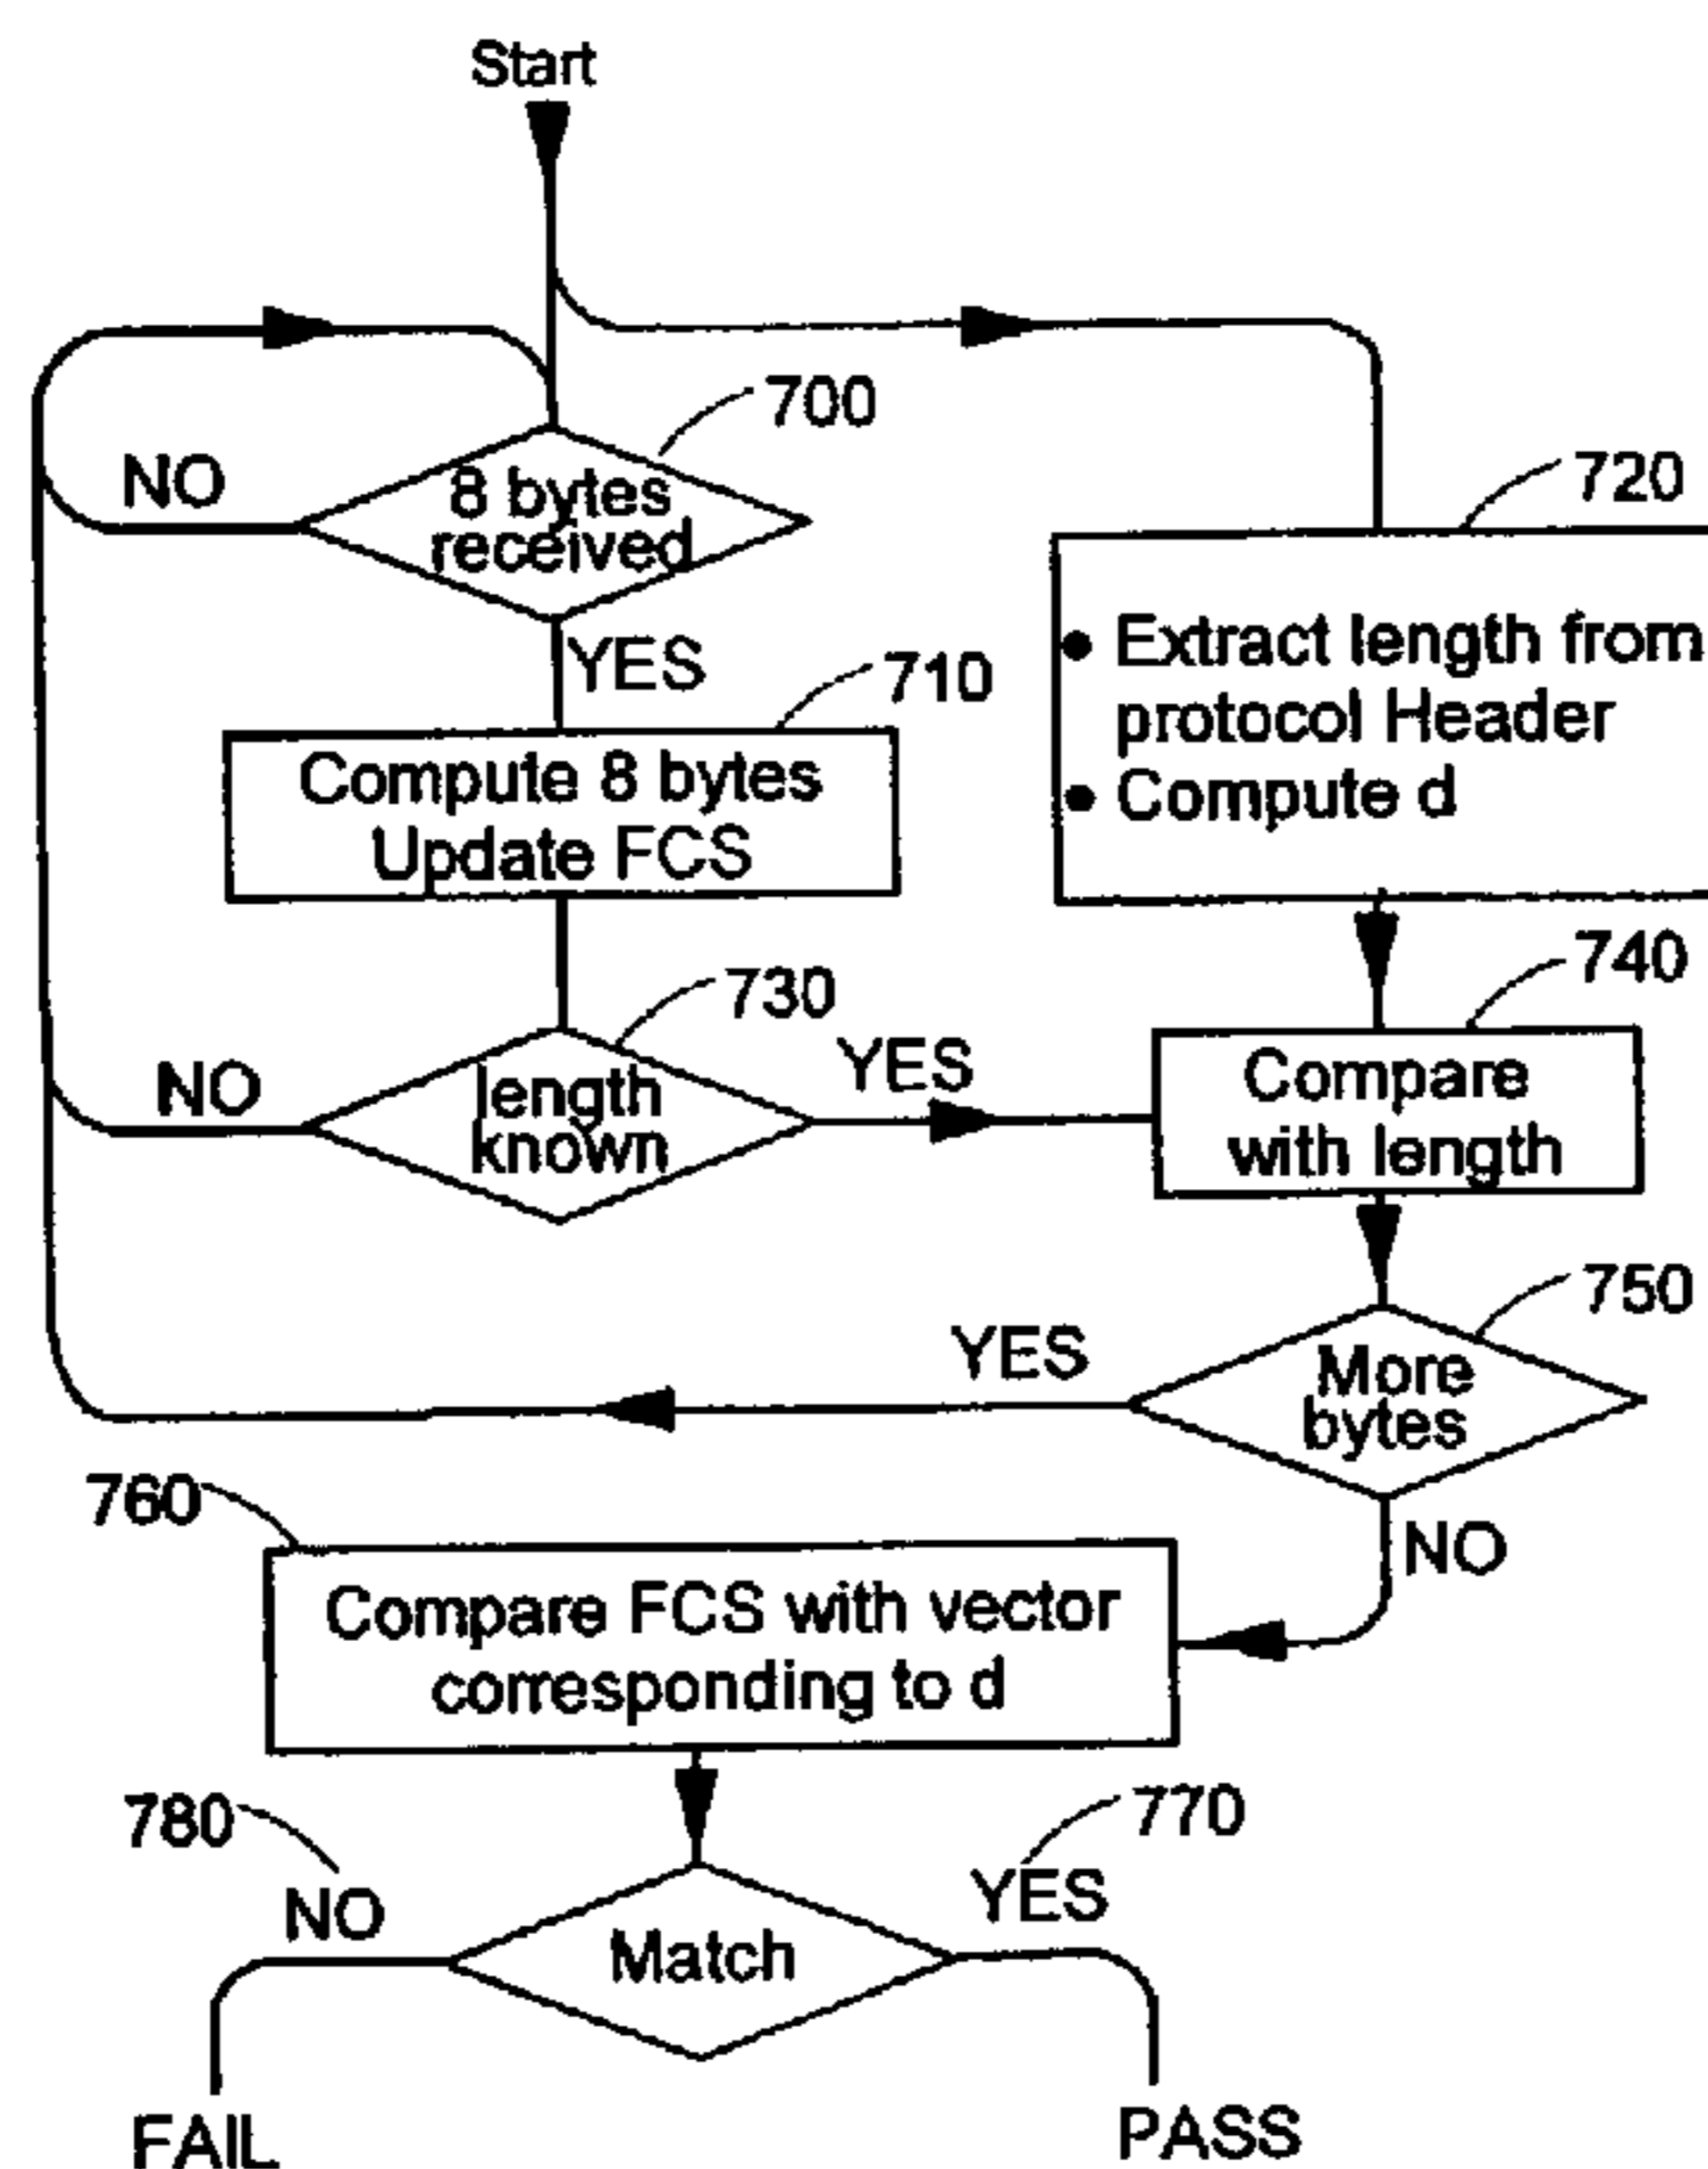 Start
700
NO
8 bytes
received
720
YES
710
• Extract length from
protocol Header
• Compute d
Compute 8 bytes
Update FCS
730
740
NO
length
known
YES
Compare
with length
750
YES
More
bytes
760
NO
Compare FCS with vector
corresponding to d
780
770
NO
YES
Match
FAIL
PASS